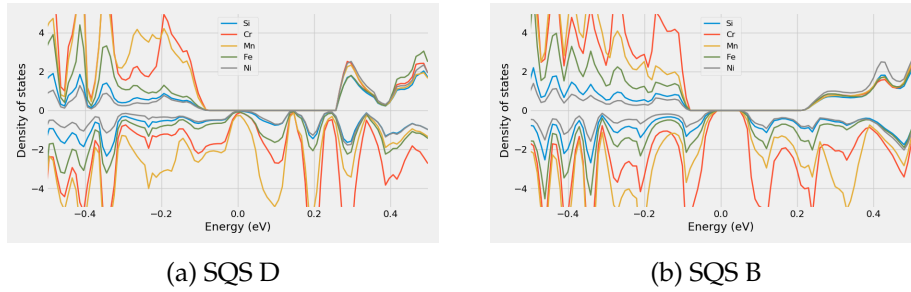 Density of states
4
2
0
−2
−4
Si
Cr
Mn
Fe
Ni
−0.4
−0.2
0.0
0.2
0.4
Energy (eV)
(a) SQS D
Density of states
4
2
0
−2
−4
Si
Cr
Mn
Fe
Ni
−0.4
−0.2
0.0
0.2
0.4
Energy (eV)
(b) SQS B